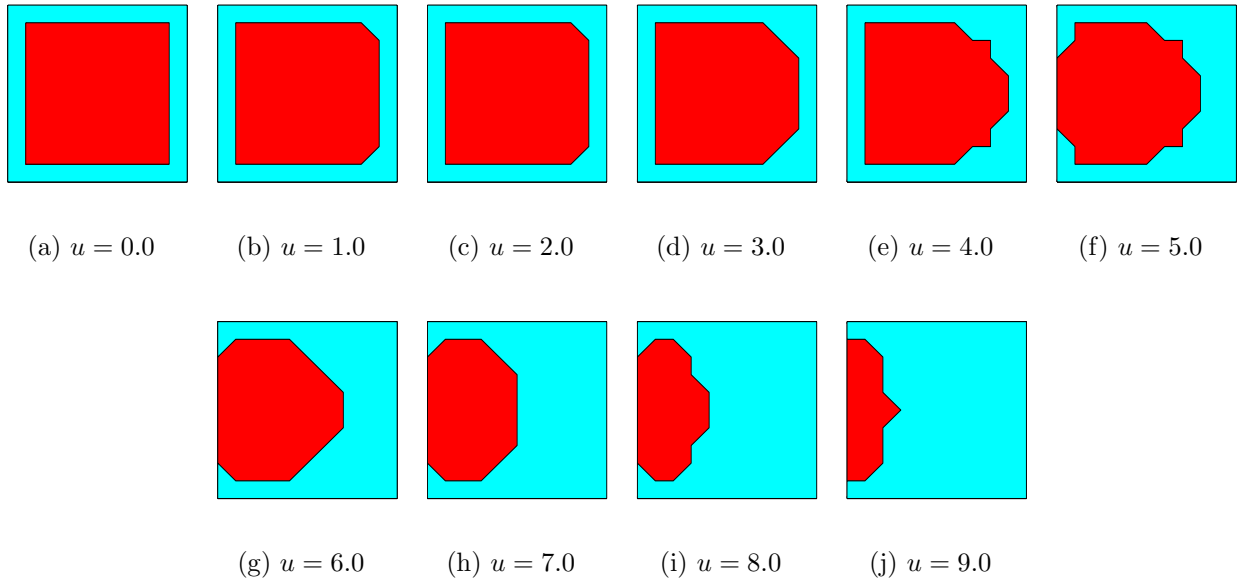 (a) u = 0.0 (b) u = 1.0 (c) u = 2.0 (d) u = 3.0 (e) u = 4.0 (f) u = 5.0
(g) u = 6.0 (h) u = 7.0 (i) u = 8.0 (j) u = 9.0